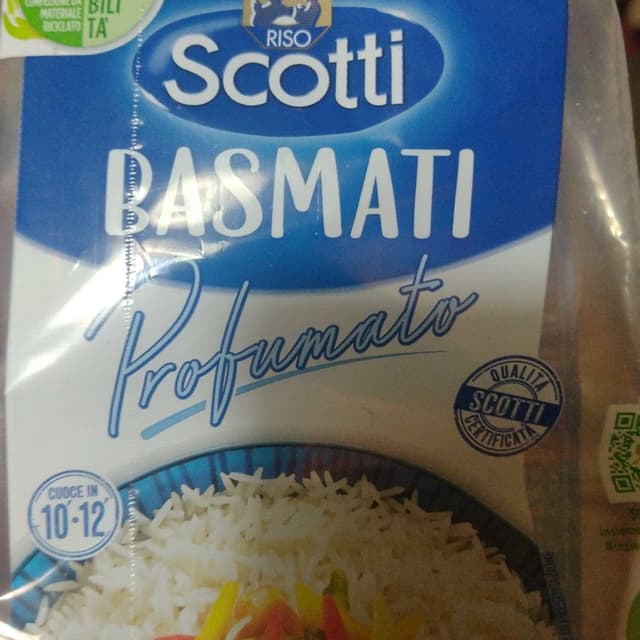 MATERIALE
RICICLATO
BILI
TÀ
RISO
Scotti
BASMATI
Profumato
QUALITÀ
SCOTTI
CERTIFICATA
CUOCE IN
10'-12'